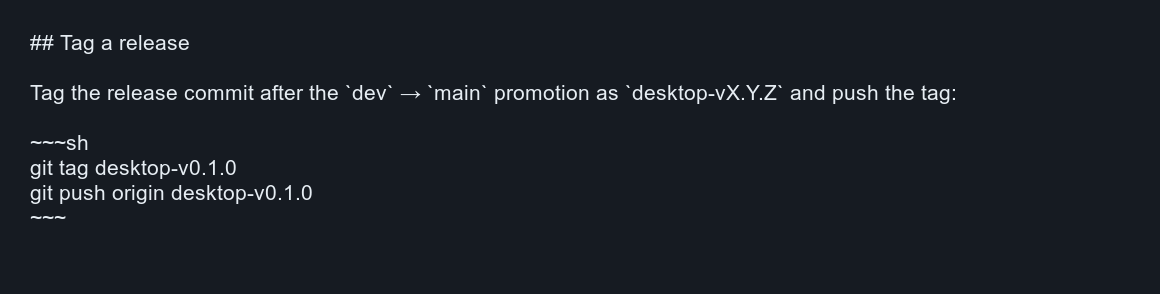 ## Tag a release
Tag the release commit after the `dev` → `main` promotion as `desktop-vX.Y.Z` and push the tag:
~~~sh
git tag desktop-v0.1.0
git push origin desktop-v0.1.0
~~~